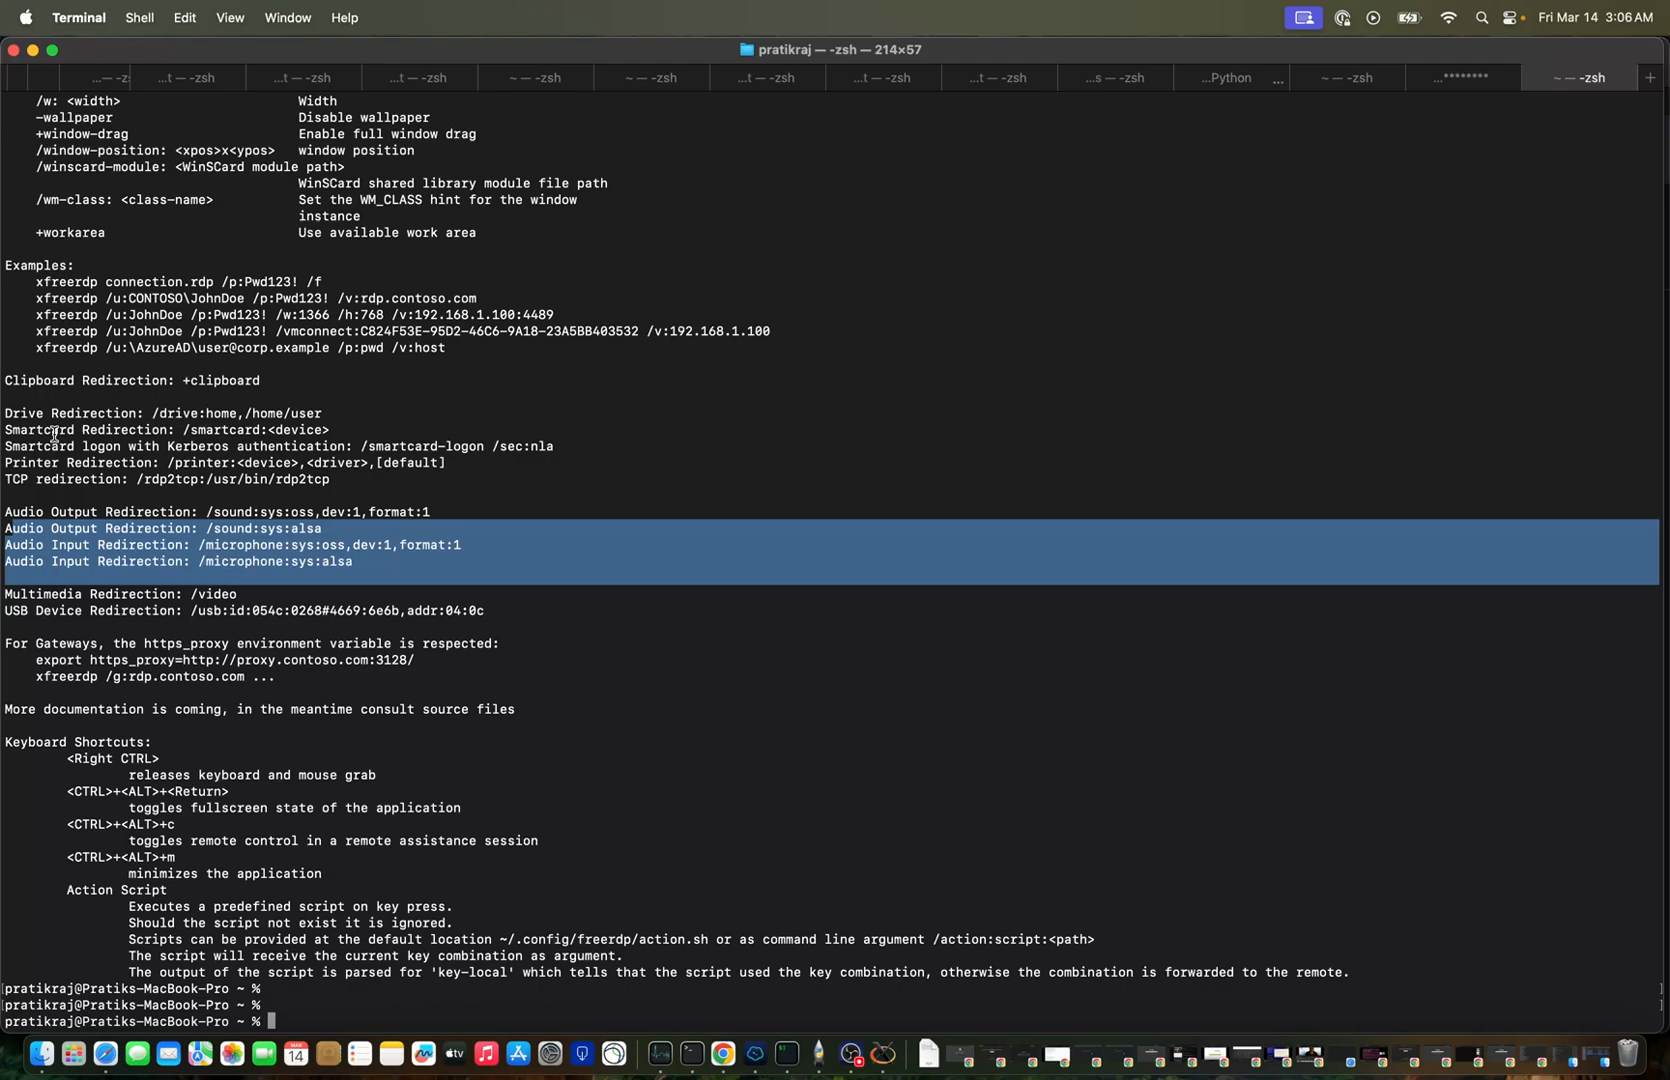 Terminal Shell Edit View Window Help Fri Mar 14 3:06 AM
pratikraj — -zsh — 214×57
...— -zs ...t — -zsh ...t — -zsh ...t — -zsh ~ — -zsh ~ — -zsh ...t — -zsh ...t — -zsh ...t — -zsh ...s — -zsh ...Python ... ~ — -zsh ...******** ~ — -zsh +
/w: <width> Width
-wallpaper Disable wallpaper
+window-drag Enable full window drag
/window-position: <xpos>x<ypos> window position
/winscard-module: <WinSCard module path>
WinSCard shared library module file path
/wm-class: <class-name> Set the WM_CLASS hint for the window
instance
+workarea Use available work area
Examples:
xfreerdp connection.rdp /p:Pwd123! /f
xfreerdp /u:CONTOSO\JohnDoe /p:Pwd123! /v:rdp.contoso.com
xfreerdp /u:JohnDoe /p:Pwd123! /w:1366 /h:768 /v:192.168.1.100:4489
xfreerdp /u:JohnDoe /p:Pwd123! /vmconnect:C824F53E-95D2-46C6-9A18-23A5BB403532 /v:192.168.1.100
xfreerdp /u:\AzureAD\user@corp.example /p:pwd /v:host
Clipboard Redirection: +clipboard
Drive Redirection: /drive:home,/home/user
Smartcard Redirection: /smartcard:<device>
Smartcard logon with Kerberos authentication: /smartcard-logon /sec:nla
Printer Redirection: /printer:<device>,<driver>,[default]
TCP redirection: /rdp2tcp:/usr/bin/rdp2tcp
Audio Output Redirection: /sound:sys:oss,dev:1,format:1
Audio Output Redirection: /sound:sys:alsa
Audio Input Redirection: /microphone:sys:oss,dev:1,format:1
Audio Input Redirection: /microphone:sys:alsa
Multimedia Redirection: /video
USB Device Redirection: /usb:id:054c:0268#4669:6e6b,addr:04:0c
For Gateways, the https_proxy environment variable is respected:
export https_proxy=http://proxy.contoso.com:3128/
xfreerdp /g:rdp.contoso.com ...
More documentation is coming, in the meantime consult source files
Keyboard Shortcuts:
<Right CTRL>
releases keyboard and mouse grab
<CTRL>+<ALT>+<Return>
toggles fullscreen state of the application
<CTRL>+<ALT>+c
toggles remote control in a remote assistance session
<CTRL>+<ALT>+m
minimizes the application
Action Script
Executes a predefined script on key press.
Should the script not exist it is ignored.
Scripts can be provided at the default location ~/.config/freerdp/action.sh or as command line argument /action:script:<path>
The script will receive the current key combination as argument.
The output of the script is parsed for 'key-local' which tells that the script used the key combination, otherwise the combination is forwarded to the remote.
[pratikraj@Pratiks-MacBook-Pro ~ % ]
[pratikraj@Pratiks-MacBook-Pro ~ % ]
pratikraj@Pratiks-MacBook-Pro ~ %
MAR
14
tv